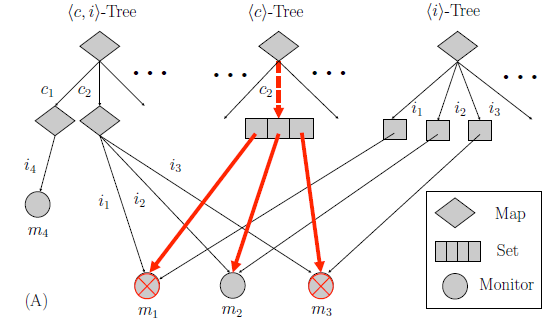 ⟨c, i⟩-Tree
⟨c⟩-Tree
⟨i⟩-Tree
c₁
c₂
c₂
i₁
i₂
i₃
i₄
i₁
i₂
i₃
m₄
m₁
m₂
m₃
Map
Set
Monitor
(A)